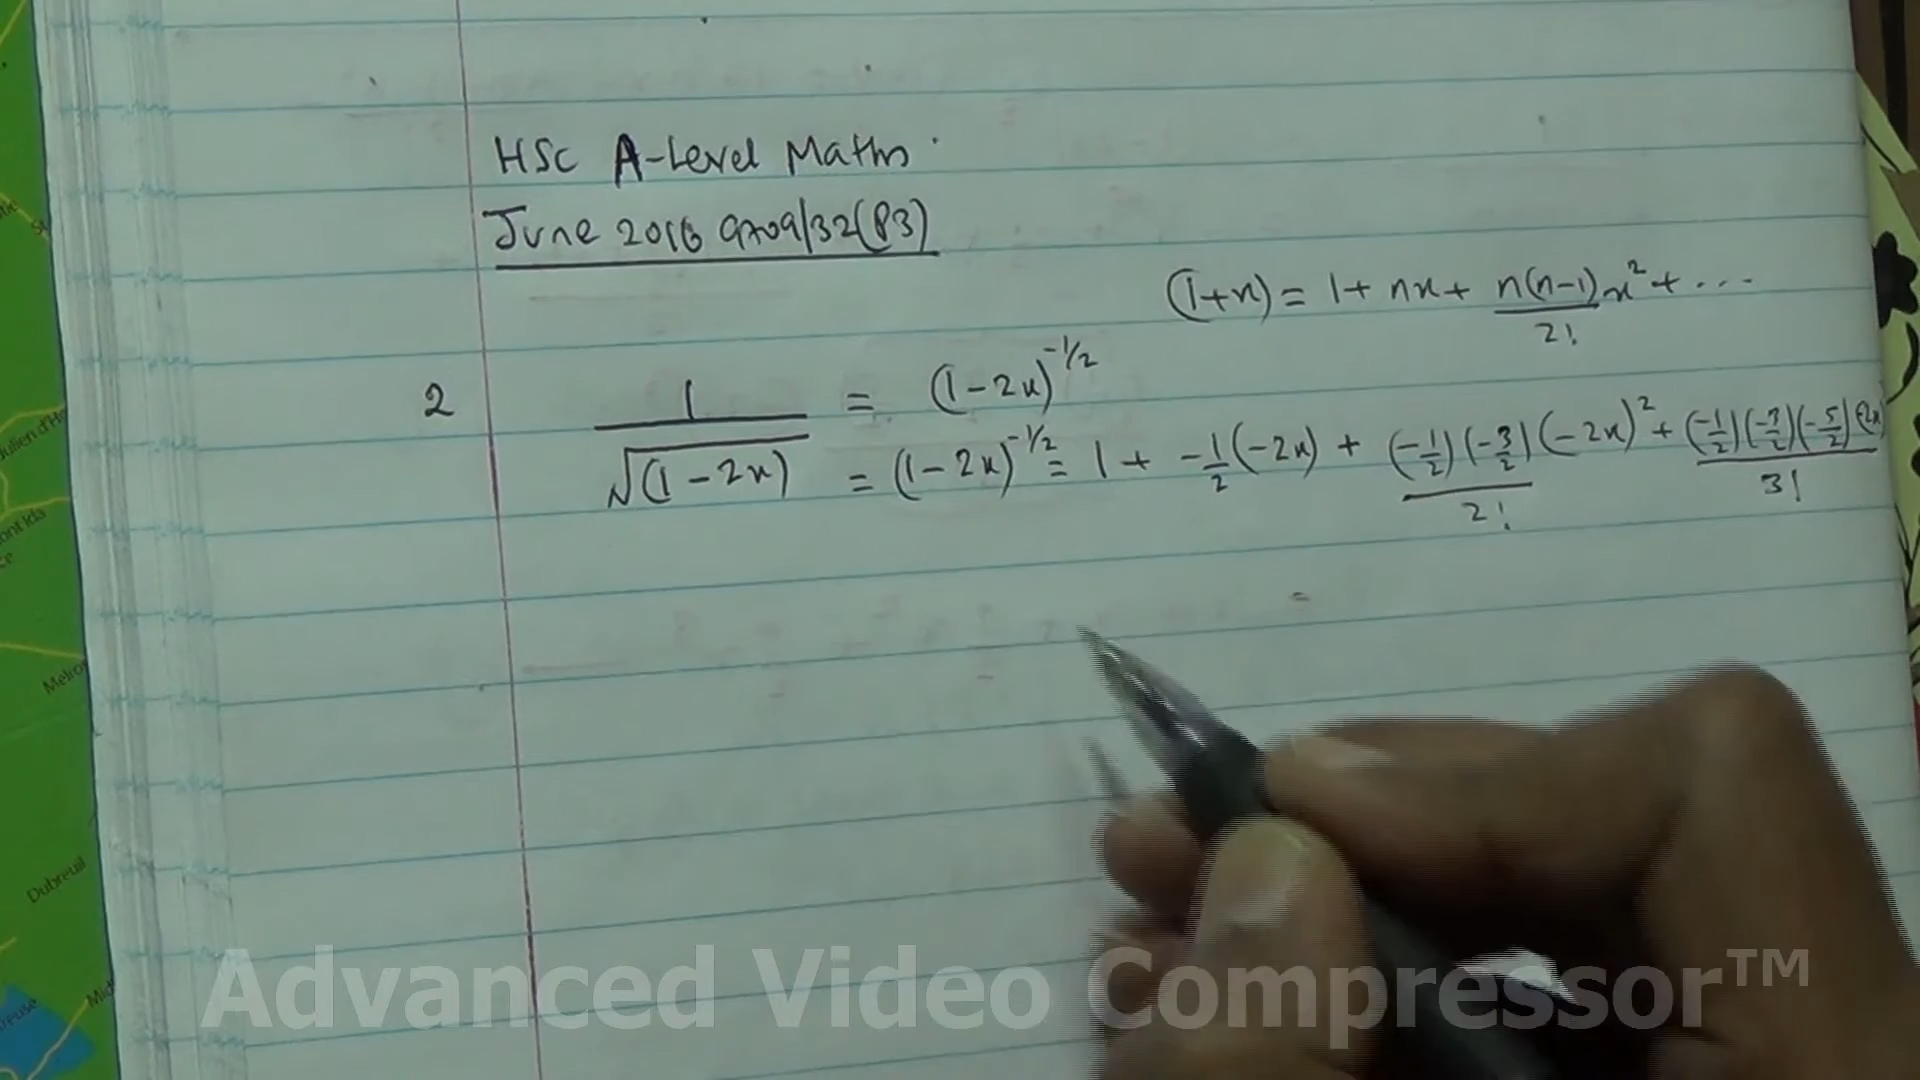 HSC A-Level Maths
June 2016 9709/32(P3)
(1+x) = 1 + nx + n(n-1)x² + ...
2!
2
1 = (1-2x)^-1/2
√(1-2x) = (1-2x)^-1/2 = 1 + -1/2(-2x) + (-1/2)(-3/2)(-2x)² + (-1/2)(-3/2)(-5/2)(-2x)
2!
3!
=
Dubreuil
Advanced Video Compressor™